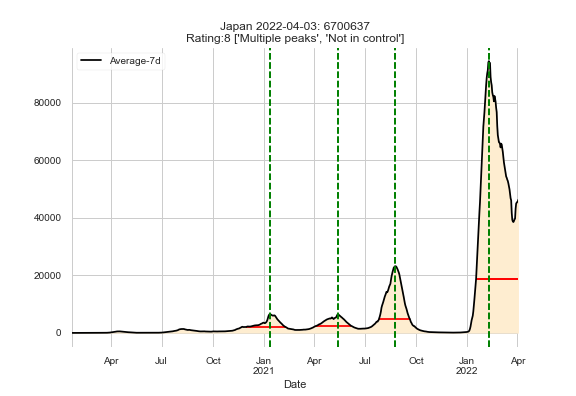 Japan 2022-04-03: 6700637
Rating:8 ['Multiple peaks', 'Not in control']
Average-7d
80000
60000
40000
20000
0
Apr Jul Oct Jan Apr Jul Oct Jan Apr
2021 2022
Date